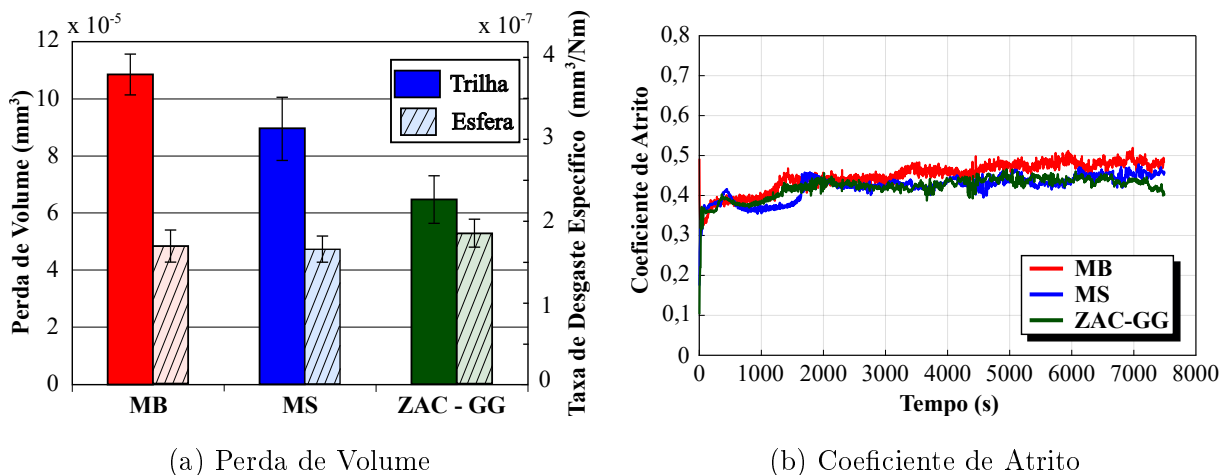 x 10⁻⁵
x 10⁻⁷
Perda de Volume (mm³)
12
10
8
6
4
2
0
Trilha
Esfera
4
3
2
1
0
Taxa de Desgaste Específico (mm³/Nm)
MB
MS
ZAC - GG
(a) Perda de Volume
Coeficiente de Atrito
0,8
0,7
0,6
0,5
0,4
0,3
0,2
0,1
0
MB
MS
ZAC-GG
0
1000
2000
3000
4000
5000
6000
7000
8000
Tempo (s)
(b) Coeficiente de Atrito